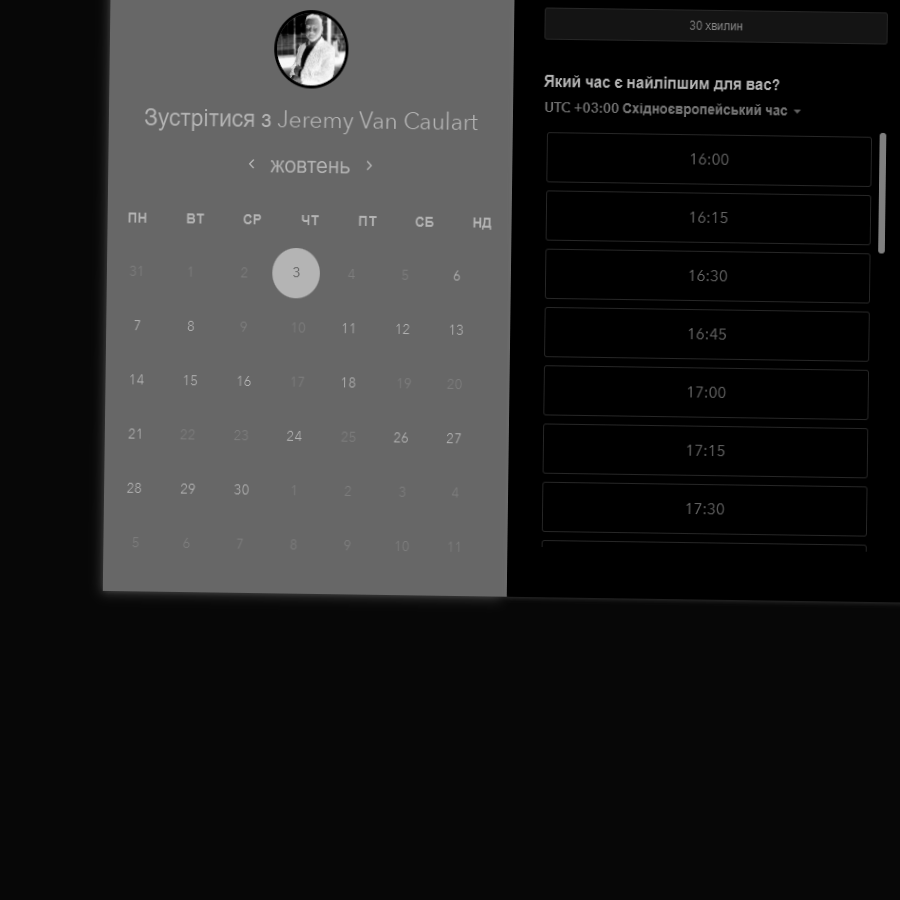 Зустрітися з Jeremy Van Caulart
жовтень
ПН ВТ СР ЧТ ПТ СБ НД
31 1 2 3 4 5 6
7 8 9 10 11 12 13
14 15 16 17 18 19 20
21 22 23 24 25 26 27
28 29 30 1 2 3 4
5 6 7 8 9 10 11
30 хвилин
Який час є найліпшим для вас?
UTC +03:00 Східноєвропейський час
16:00
16:15
16:30
16:45
17:00
17:15
17:30